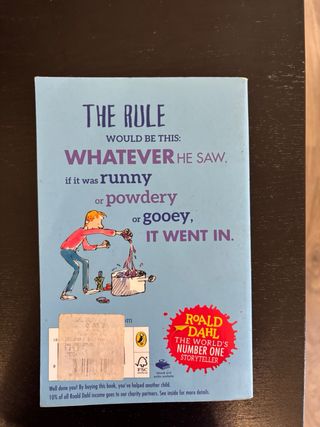 THE RULE
WOULD BE THIS:
WHATEVER HE SAW,
if it was runny
or powdery
or gooey,
IT WENT IN.
ROALD
DAHL
THE WORLD'S
NUMBER ONE
STORYTELLER
FSC
Well done you! By buying this book, you've helped another child.
10% of all Roald Dahl income goes to our charity partners. See inside for more details.